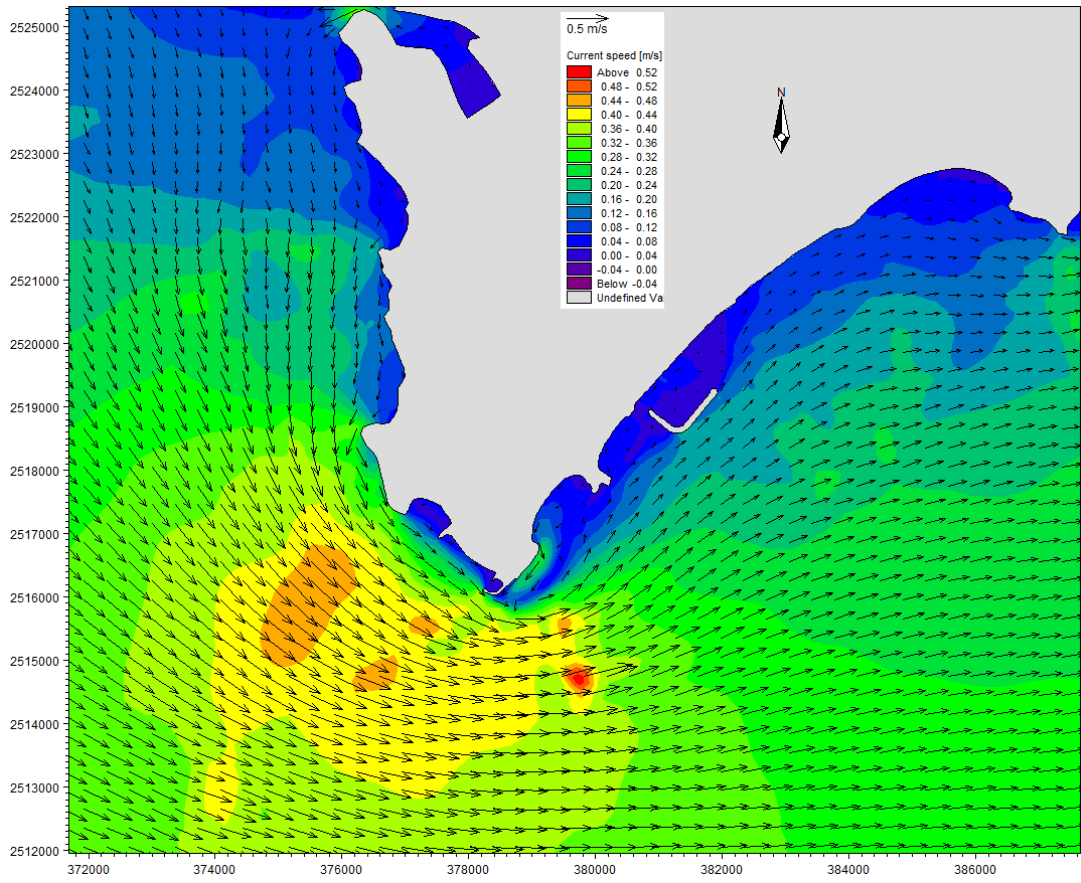 0.5 m/s
Current speed [m/s]
Above 0.52
0.48 - 0.52
0.44 - 0.48
0.40 - 0.44
0.36 - 0.40
0.32 - 0.36
0.28 - 0.32
0.24 - 0.28
0.20 - 0.24
0.16 - 0.20
0.12 - 0.16
0.08 - 0.12
0.04 - 0.08
0.00 - 0.04
-0.04 - 0.00
Below -0.04
Undefined Va
N
2525000
2524000
2523000
2522000
2521000
2520000
2519000
2518000
2517000
2516000
2515000
2514000
2513000
2512000
372000 374000 376000 378000 380000 382000 384000 386000